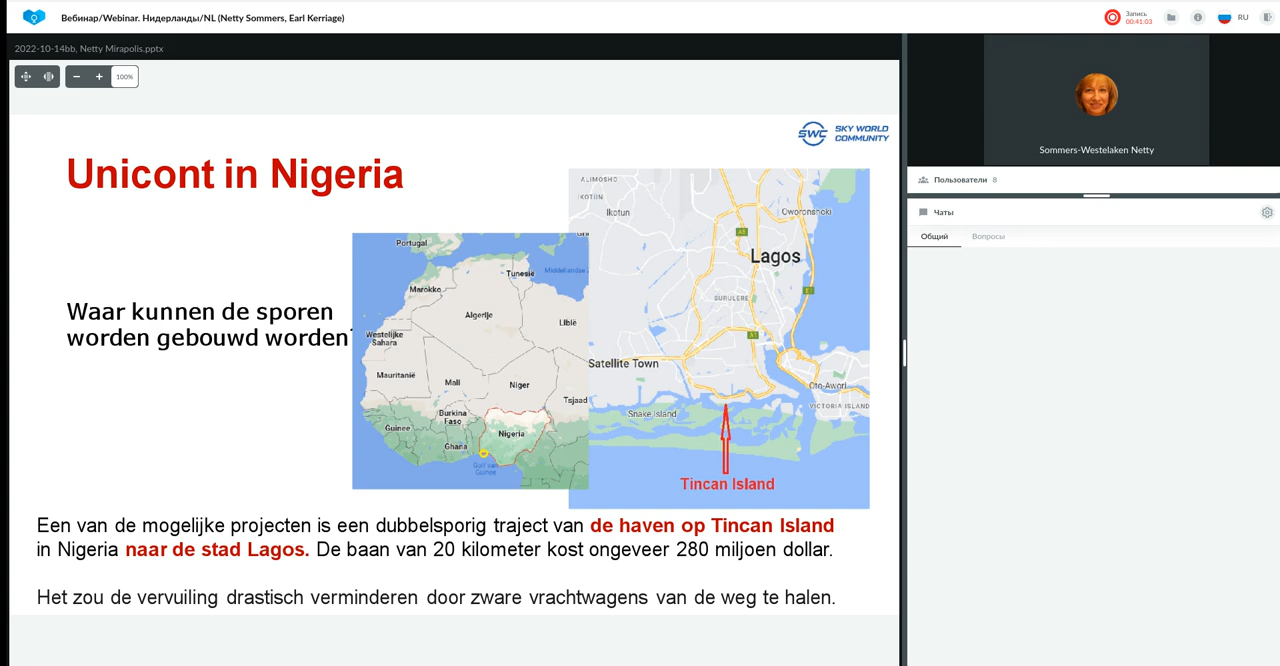 Вебинар/Webinar. Нидерланды/NL (Netty Sommers, Earl Kerriage)
Запись
00:41:03
RU
2022-10-14bb, Netty Mirapolis.pptx
100%
SWC SKY WORLD
COMMUNITY
Unicont in Nigeria
Waar kunnen de sporen
worden gebouwd worden?
Portugal
Tunesië
Middellandse
Marokko
Algerije
Libië
Westelijke
Sahara
Mauritanië
Mali
Niger
Tsjaad
Burkina
Faso
Guinee
Nigeria
Ghana
Golf van
Guinee
ALIMOSHO
IKOTUN
Ikotun
Oworonshoki
A1
Lagos
SURULERE
A1
Satellite Town
Oto-Awori
VICTORIA ISLAND
Snake Island
Tincan Island
Een van de mogelijke projecten is een dubbelsporig traject van de haven op Tincan Island
in Nigeria naar de stad Lagos. De baan van 20 kilometer kost ongeveer 280 miljoen dollar.
Het zou de vervuiling drastisch verminderen door zware vrachtwagens van de weg te halen.
Sommers-Westelaken Netty
Пользователи 8
Чаты
Общий
Вопросы